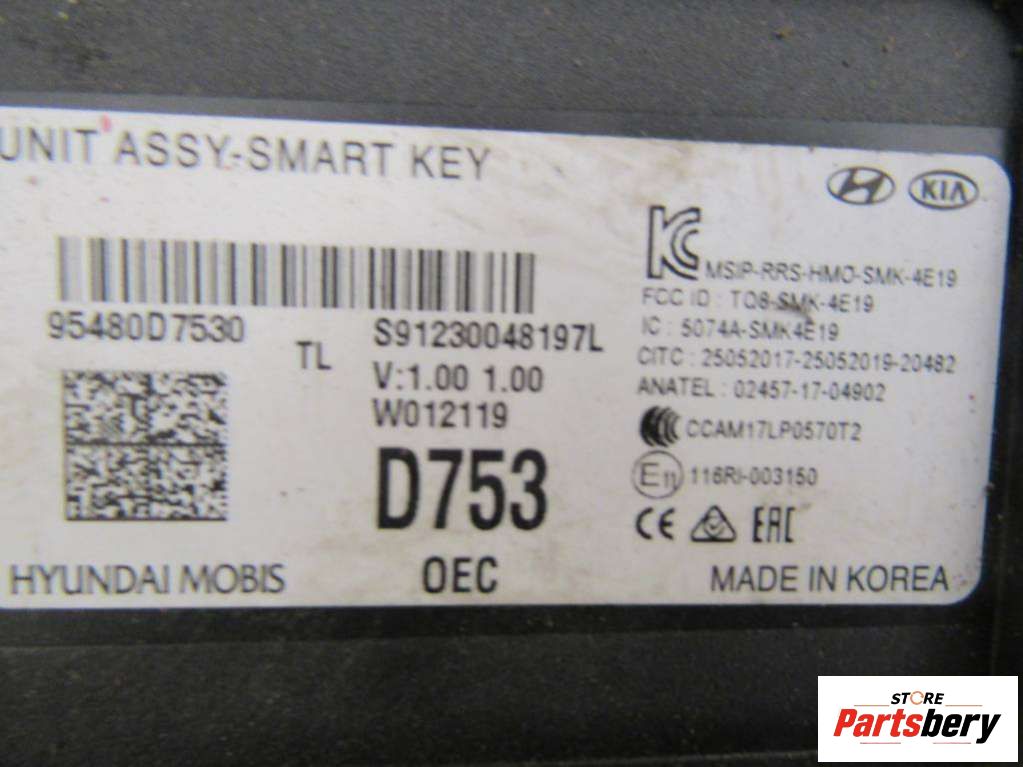 UNIT ASSY-SMART KEY
HYUNDAI KIA
MSIP-RRS-HMO-SMK-4E19
FCC ID : TQ8-SMK-4E19
IC : 5074A-SMK4E19
CITC : 25052017-25052019-20482
ANATEL : 02457-17-04902
CCAM17LP0570T2
E11 116RI-003150
CE EAC
MADE IN KOREA
95480D7530
TL
S91230048197L
V:1.00 1.00
W012119
D753
OEC
HYUNDAI MOBIS
STORE
Partsbery